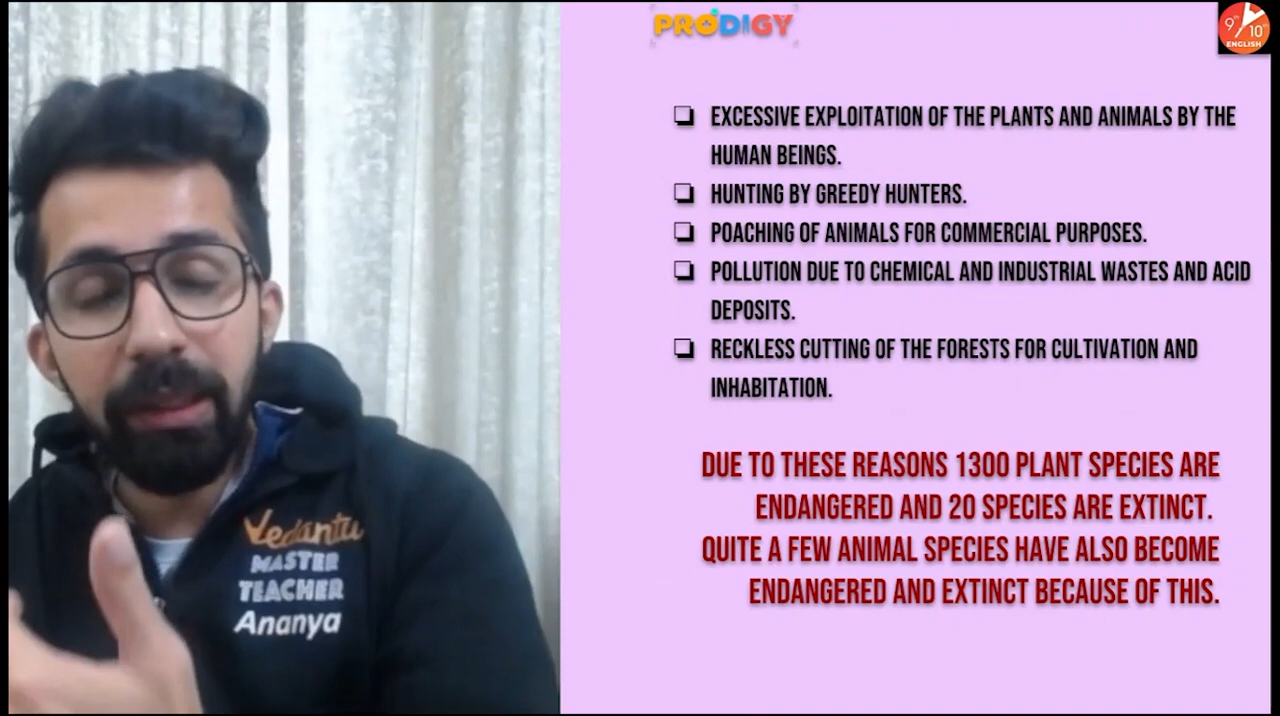 PRODIGY
9th 10th
ENGLISH
❑ EXCESSIVE EXPLOITATION OF THE PLANTS AND ANIMALS BY THE
HUMAN BEINGS.
❑ HUNTING BY GREEDY HUNTERS.
❑ POACHING OF ANIMALS FOR COMMERCIAL PURPOSES.
❑ POLLUTION DUE TO CHEMICAL AND INDUSTRIAL WASTES AND ACID
DEPOSITS.
❑ RECKLESS CUTTING OF THE FORESTS FOR CULTIVATION AND
INHABITATION.
DUE TO THESE REASONS 1300 PLANT SPECIES ARE
ENDANGERED AND 20 SPECIES ARE EXTINCT.
QUITE A FEW ANIMAL SPECIES HAVE ALSO BECOME
ENDANGERED AND EXTINCT BECAUSE OF THIS.
Vedantu
MASTER
TEACHER
Ananya